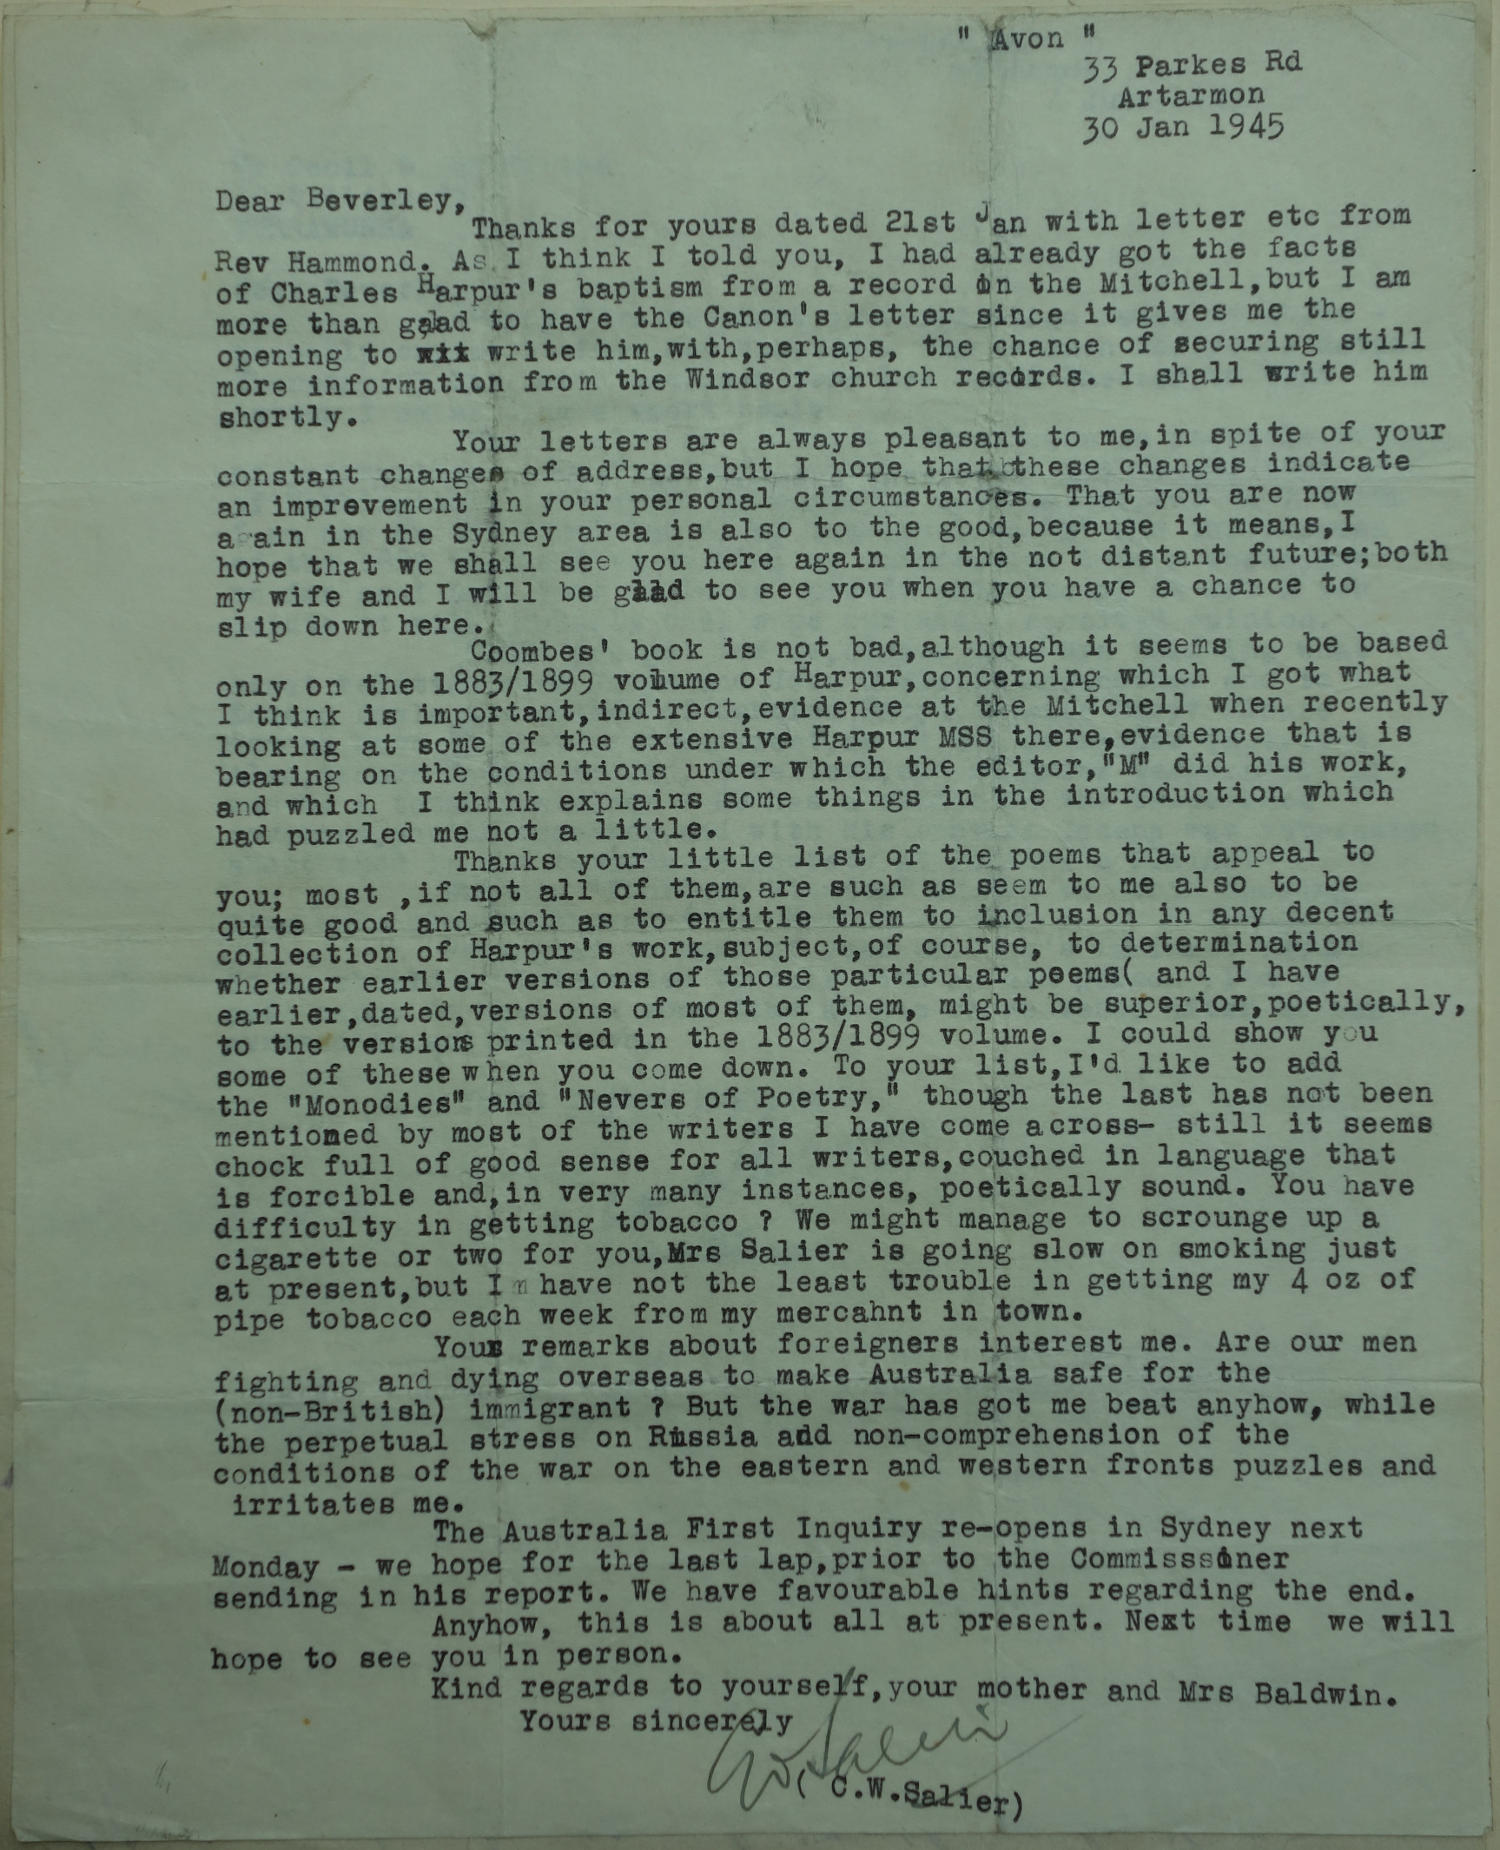 " Avon "
33 Parkes Rd
Artarmon
30 Jan 1945
Dear Beverley,
Thanks for yours dated 21st Jan with letter etc from
Rev Hammond. As I think I told you, I had already got the facts
of Charles Harpur's baptism from a record in the Mitchell,but I am
more than glad to have the Canon's letter since it gives me the
opening to wit write him,with,perhaps, the chance of securing still
more information from the Windsor church records. I shall write him
shortly.
Your letters are always pleasant to me,in spite of your
constant changes of address,but I hope that these changes indicate
an imprevement in your personal circumstances. That you are now
again in the Sydney area is also to the good,because it means,I
hope that we shall see you here again in the not distant future;both
my wife and I will be glad to see you when you have a chance to
slip down here.
Coombes' book is not bad,although it seems to be based
only on the 1883/1899 volume of Harpur,concerning which I got what
I think is important,indirect,evidence at the Mitchell when recently
looking at some of the extensive Harpur MSS there,evidence that is
bearing on the conditions under which the editor,"M" did his work,
and which I think explains some things in the introduction which
had puzzled me not a little.
Thanks your little list of the poems that appeal to
you; most ,if not all of them,are such as seem to me also to be
quite good and such as to entitle them to inclusion in any decent
collection of Harpur's work,subject,of course, to determination
whether earlier versions of those particular poems( and I have
earlier,dated,versions of most of them, might be superior,poetically,
to the versions printed in the 1883/1899 volume. I could show you
some of these when you come down. To your list,I'd like to add
the "Monodies" and "Nevers of Poetry," though the last has not been
mentioned by most of the writers I have come across- still it seems
chock full of good sense for all writers,couched in language that
is forcible and,in very many instances, poetically sound. You have
difficulty in getting tobacco ? We might manage to scrounge up a
cigarette or two for you,Mrs Salier is going slow on smoking just
at present,but I have not the least trouble in getting my 4 oz of
pipe tobacco each week from my mercahnt in town.
Your remarks about foreigners interest me. Are our men
fighting and dying overseas to make Australia safe for the
(non-British) immigrant ? But the war has got me beat anyhow, while
the perpetual stress on Russia and non-comprehension of the
conditions of the war on the eastern and western fronts puzzles and
irritates me.
The Australia First Inquiry re-opens in Sydney next
Monday - we hope for the last lap,prior to the Commisssoner
sending in his report. We have favourable hints regarding the end.
Anyhow, this is about all at present. Next time we will
hope to see you in person.
Kind regards to yourself,your mother and Mrs Baldwin.
Yours sincerely
CW Salier
( C.W.Salier)